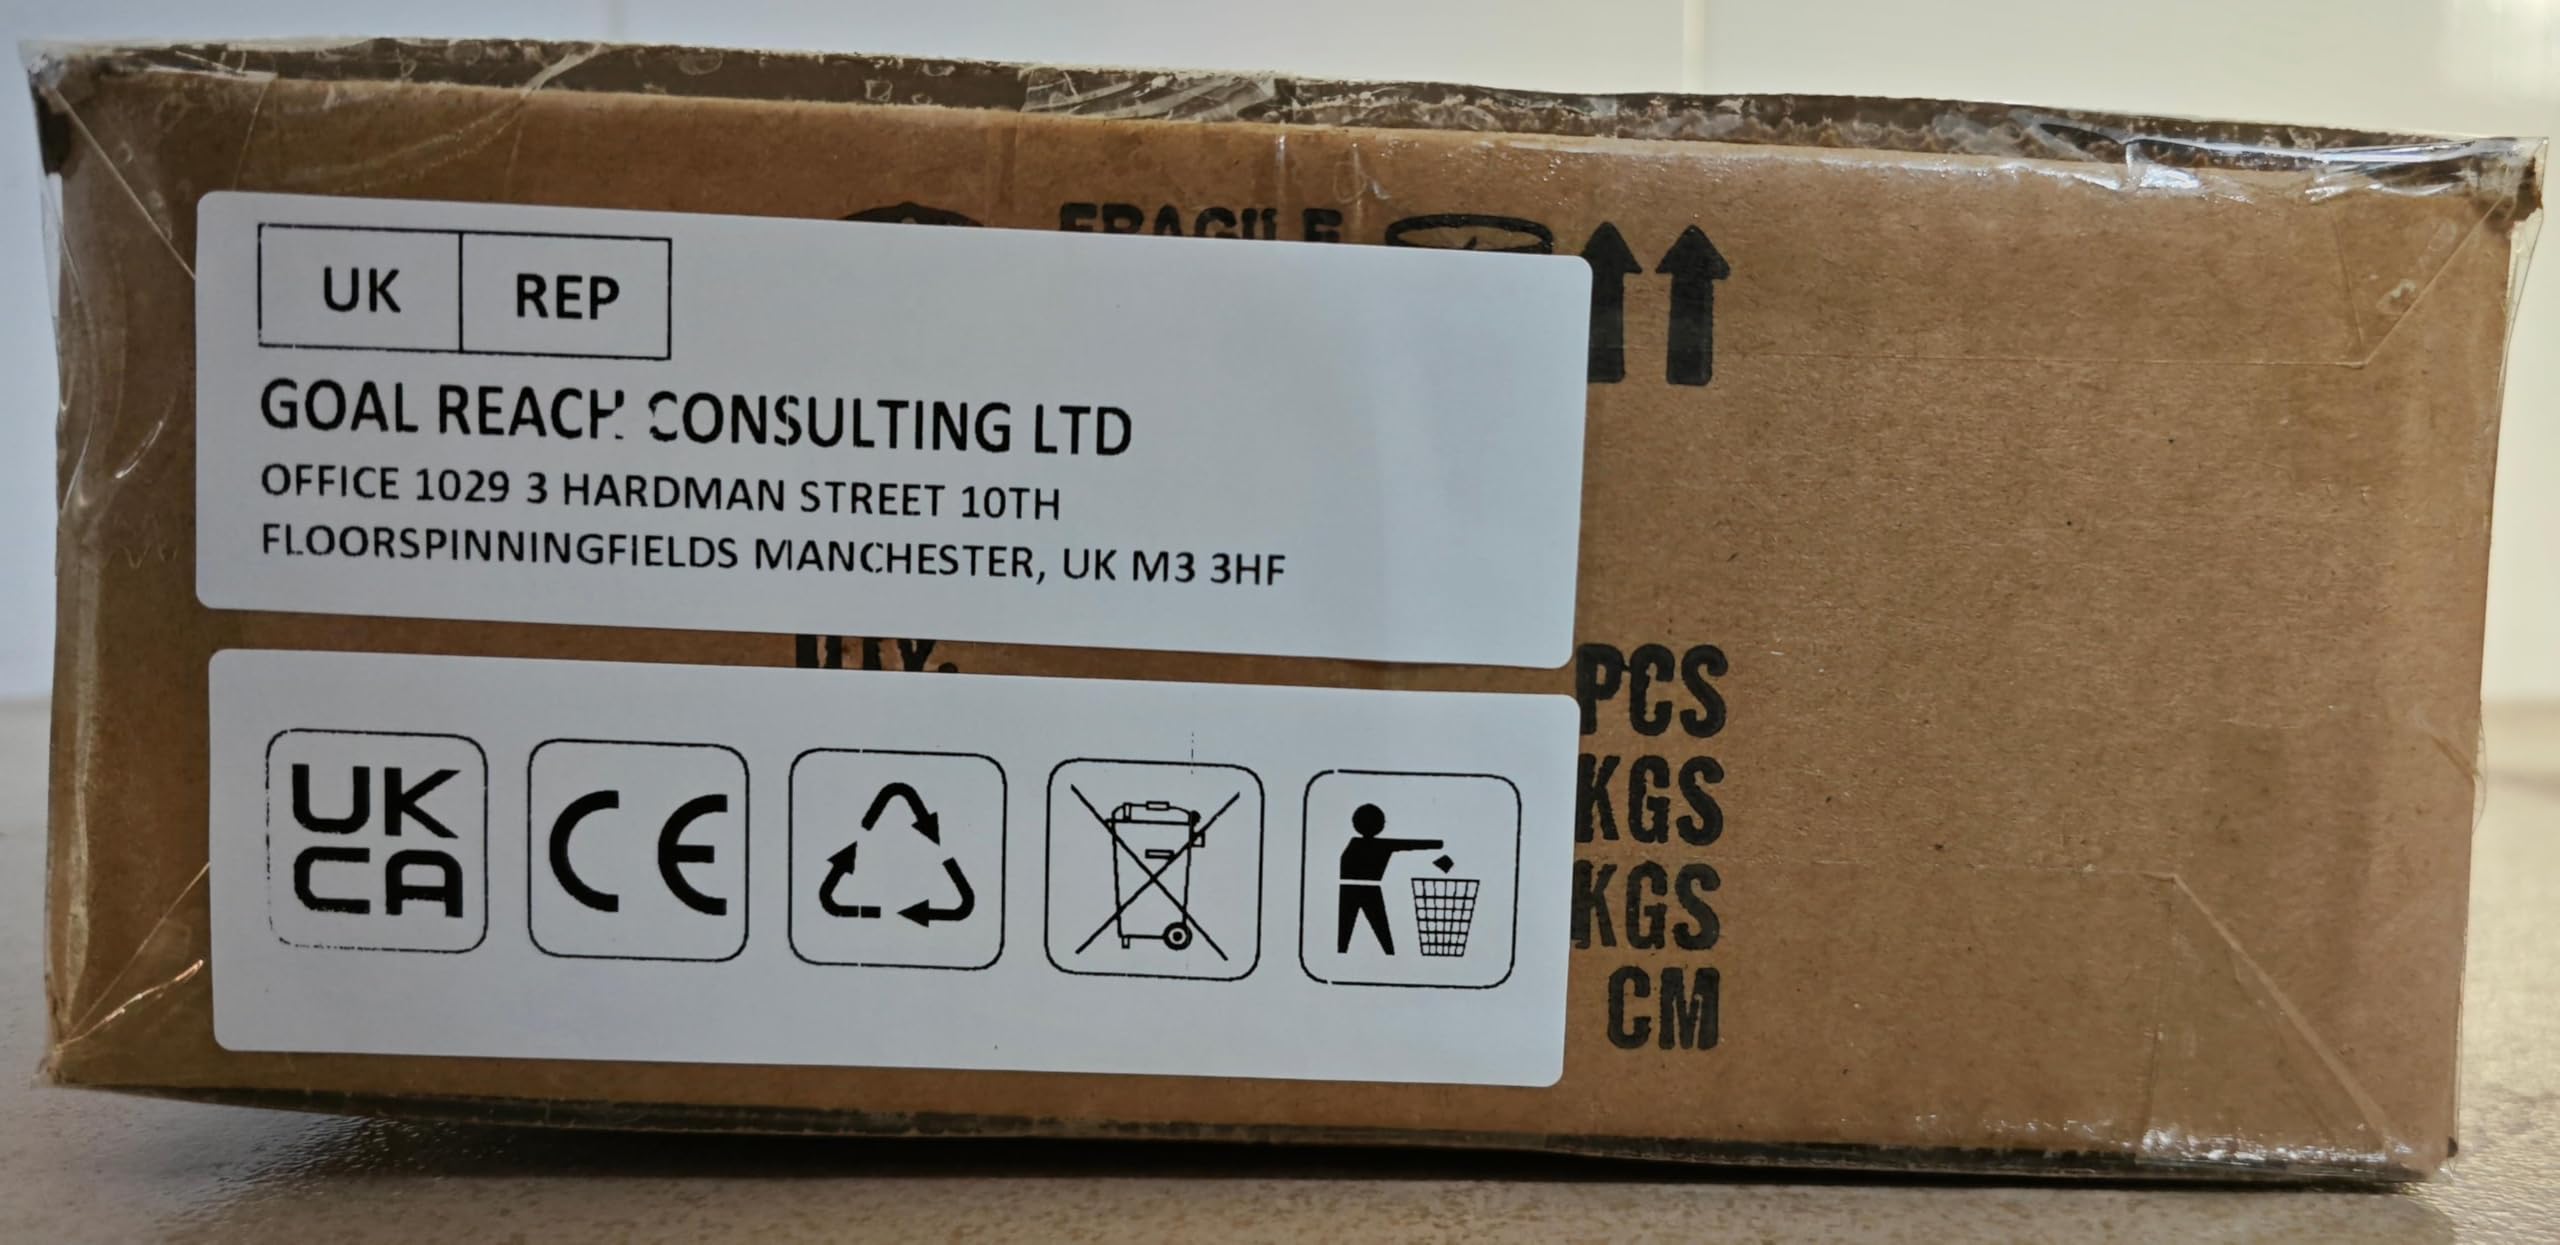 FRAGILE
UK REP
GOAL REACH CONSULTING LTD
OFFICE 1029 3 HARDMAN STREET 10TH
FLOORSPINNINGFIELDS MANCHESTER, UK M3 3HF
PCS
KGS
KGS
CM
UK
CA
CE